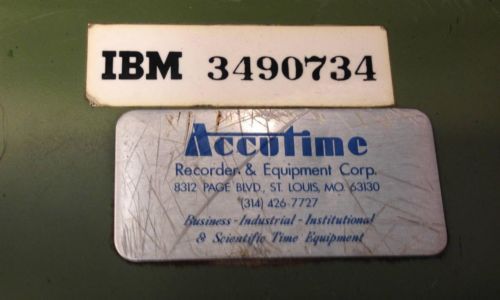 IBM 3490734
Accutime
Recorder & Equipment Corp.
8312 PAGE BLVD., ST. LOUIS, MO. 63130
(314) 426-7727
Business - Industrial - Institutional
& Scientific Time Equipment